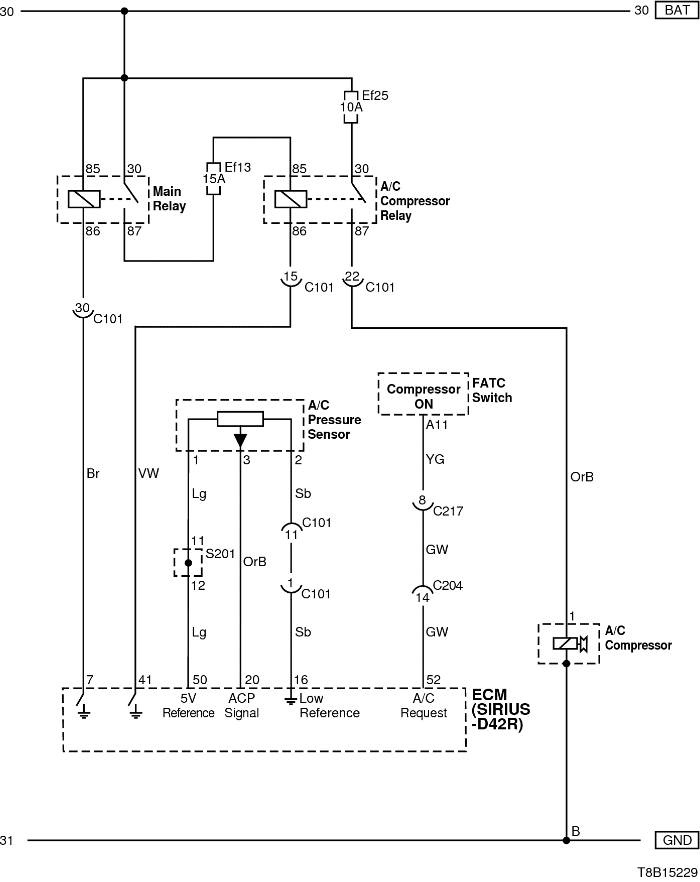 30
30 BAT
Ef25
10A
85 30
Ef13
15A
85 30
Main
Relay
A/C
Compressor
Relay
86 87
86 87
15 C101
22 C101
30 C101
A/C
Pressure
Sensor
Compressor
ON
FATC
Switch
A11
1 3 2
YG
Br
VW
Lg
Sb
OrB
8 C217
C101
11
11
S201
12
OrB
GW
1 C101
C204
14
Lg
Sb
GW
1
A/C
Compressor
7 41 50 20 16 52
5V
Reference
ACP
Signal
Low
Reference
A/C
Request
ECM
(SIRIUS
-D42R)
B
31
GND
T8B15229